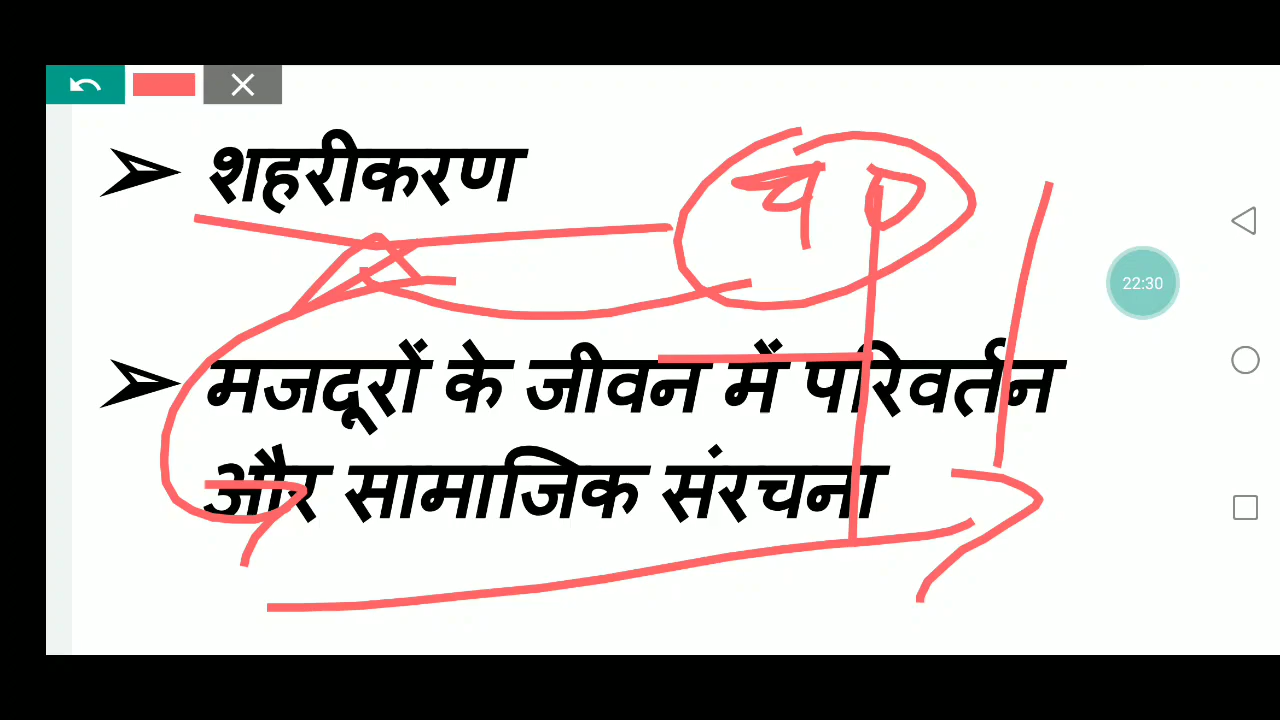 ➢ शहरीकरण
22:30
➢ मजदूरों के जीवन में परिवर्तन
और सामाजिक संरचना